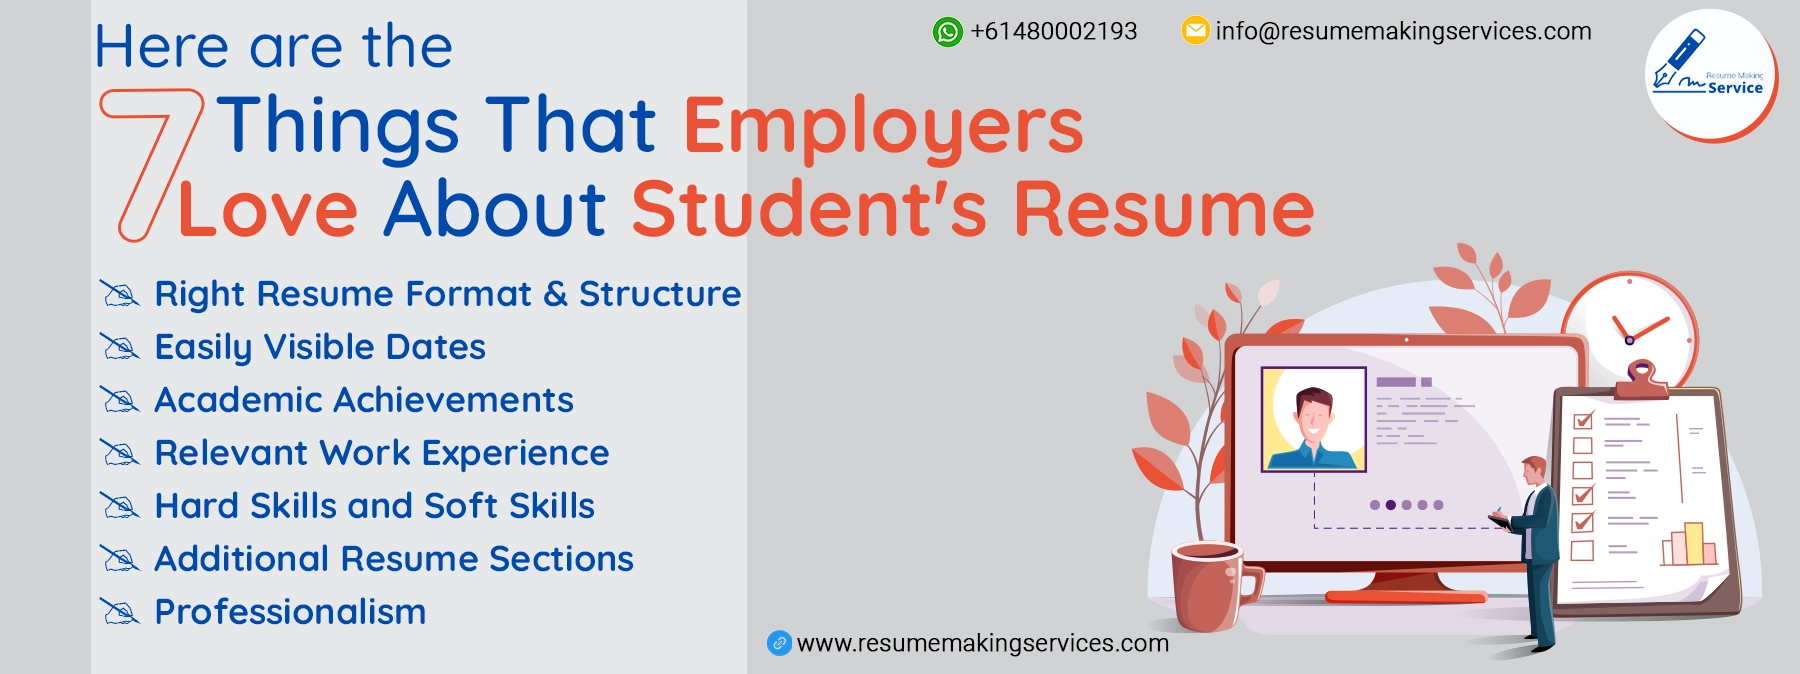 Here are the
7 Things That Employers
Love About Student's Resume
Right Resume Format & Structure
Easily Visible Dates
Academic Achievements
Relevant Work Experience
Hard Skills and Soft Skills
Additional Resume Sections
Professionalism
+61480002193
info@resumemakingservices.com
Resume Making
Service
www.resumemakingservices.com